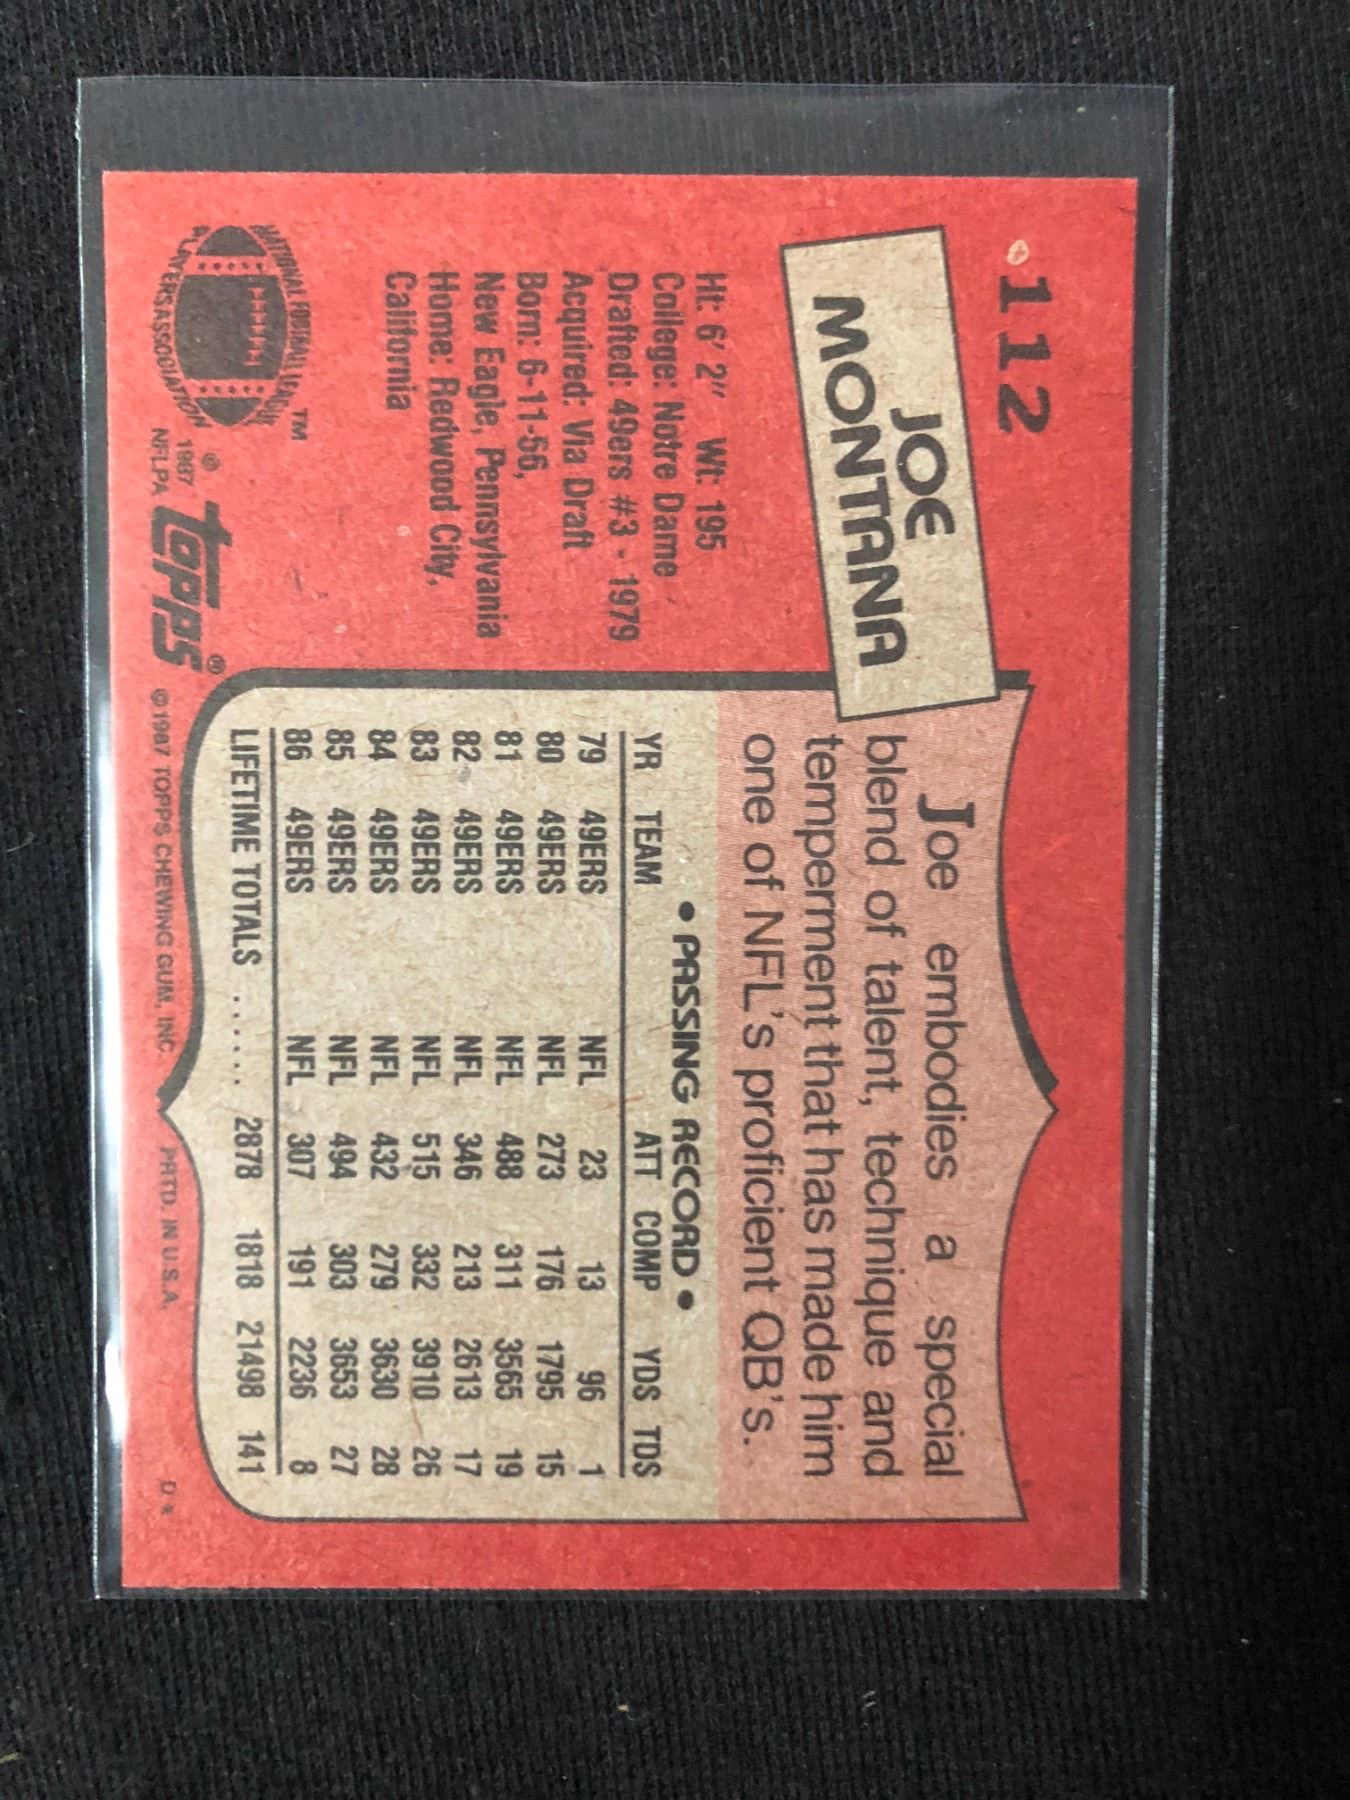 112
JOE
MONTANA
Ht: 6' 2" Wt: 195
College: Notre Dame
Drafted: 49ers #3 - 1979
Acquired: Via Draft
Born: 6-11-56,
New Eagle, Pennsylvania
Home: Redwood City,
California
NATIONAL FOOTBALL LEAGUE
PLAYERS ASSOCIATION
TM
©
1987
NFLPA
topps®
Joe embodies a special
blend of talent, technique and
temperment that has made him
one of NFL's proficient QB's.
• PASSING RECORD •
YR TEAM ATT COMP YDS TDS
79 49ERS NFL 23 13 96 1
80 49ERS NFL 273 176 1795 15
81 49ERS NFL 488 311 3565 19
82 49ERS NFL 346 213 2613 17
83 49ERS NFL 515 332 3910 26
84 49ERS NFL 432 279 3630 28
85 49ERS NFL 494 303 3653 27
86 49ERS NFL 307 191 2236 8
LIFETIME TOTALS ...... 2878 1818 21498 141
©1987 TOPPS CHEWING GUM, INC. PRTD. IN U.S.A. D*